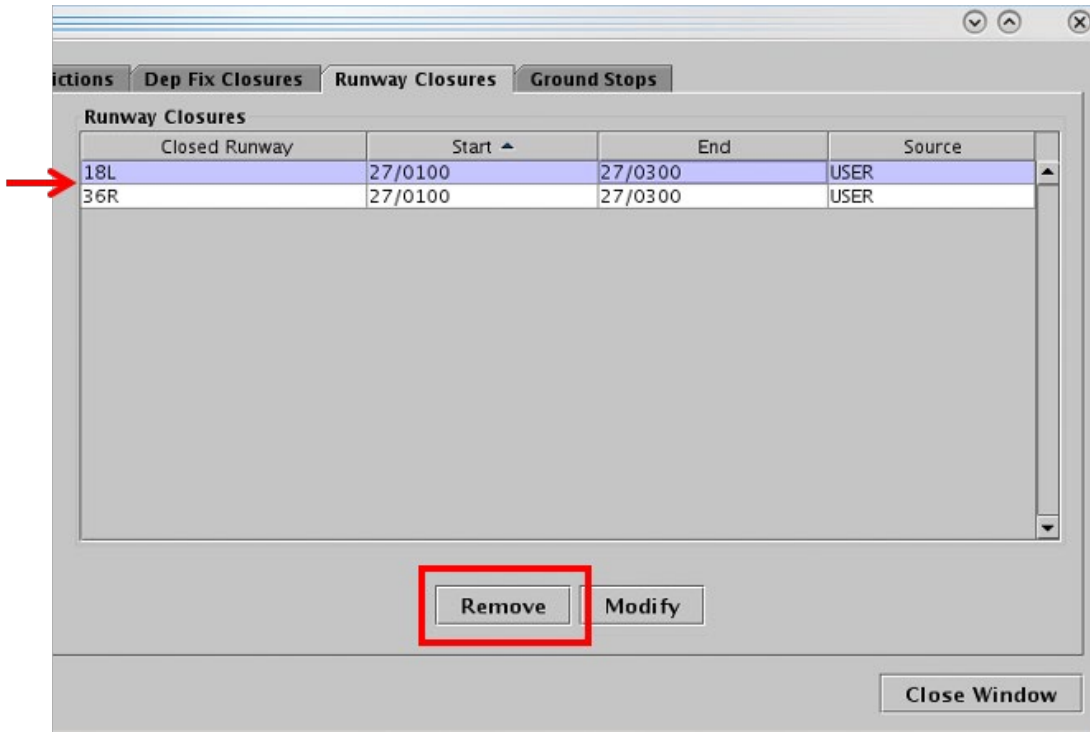 ictions Dep Fix Closures Runway Closures Ground Stops
Runway Closures
Closed Runway Start End Source
18L 27/0100 27/0300 USER
36R 27/0100 27/0300 USER
Remove Modify
Close Window